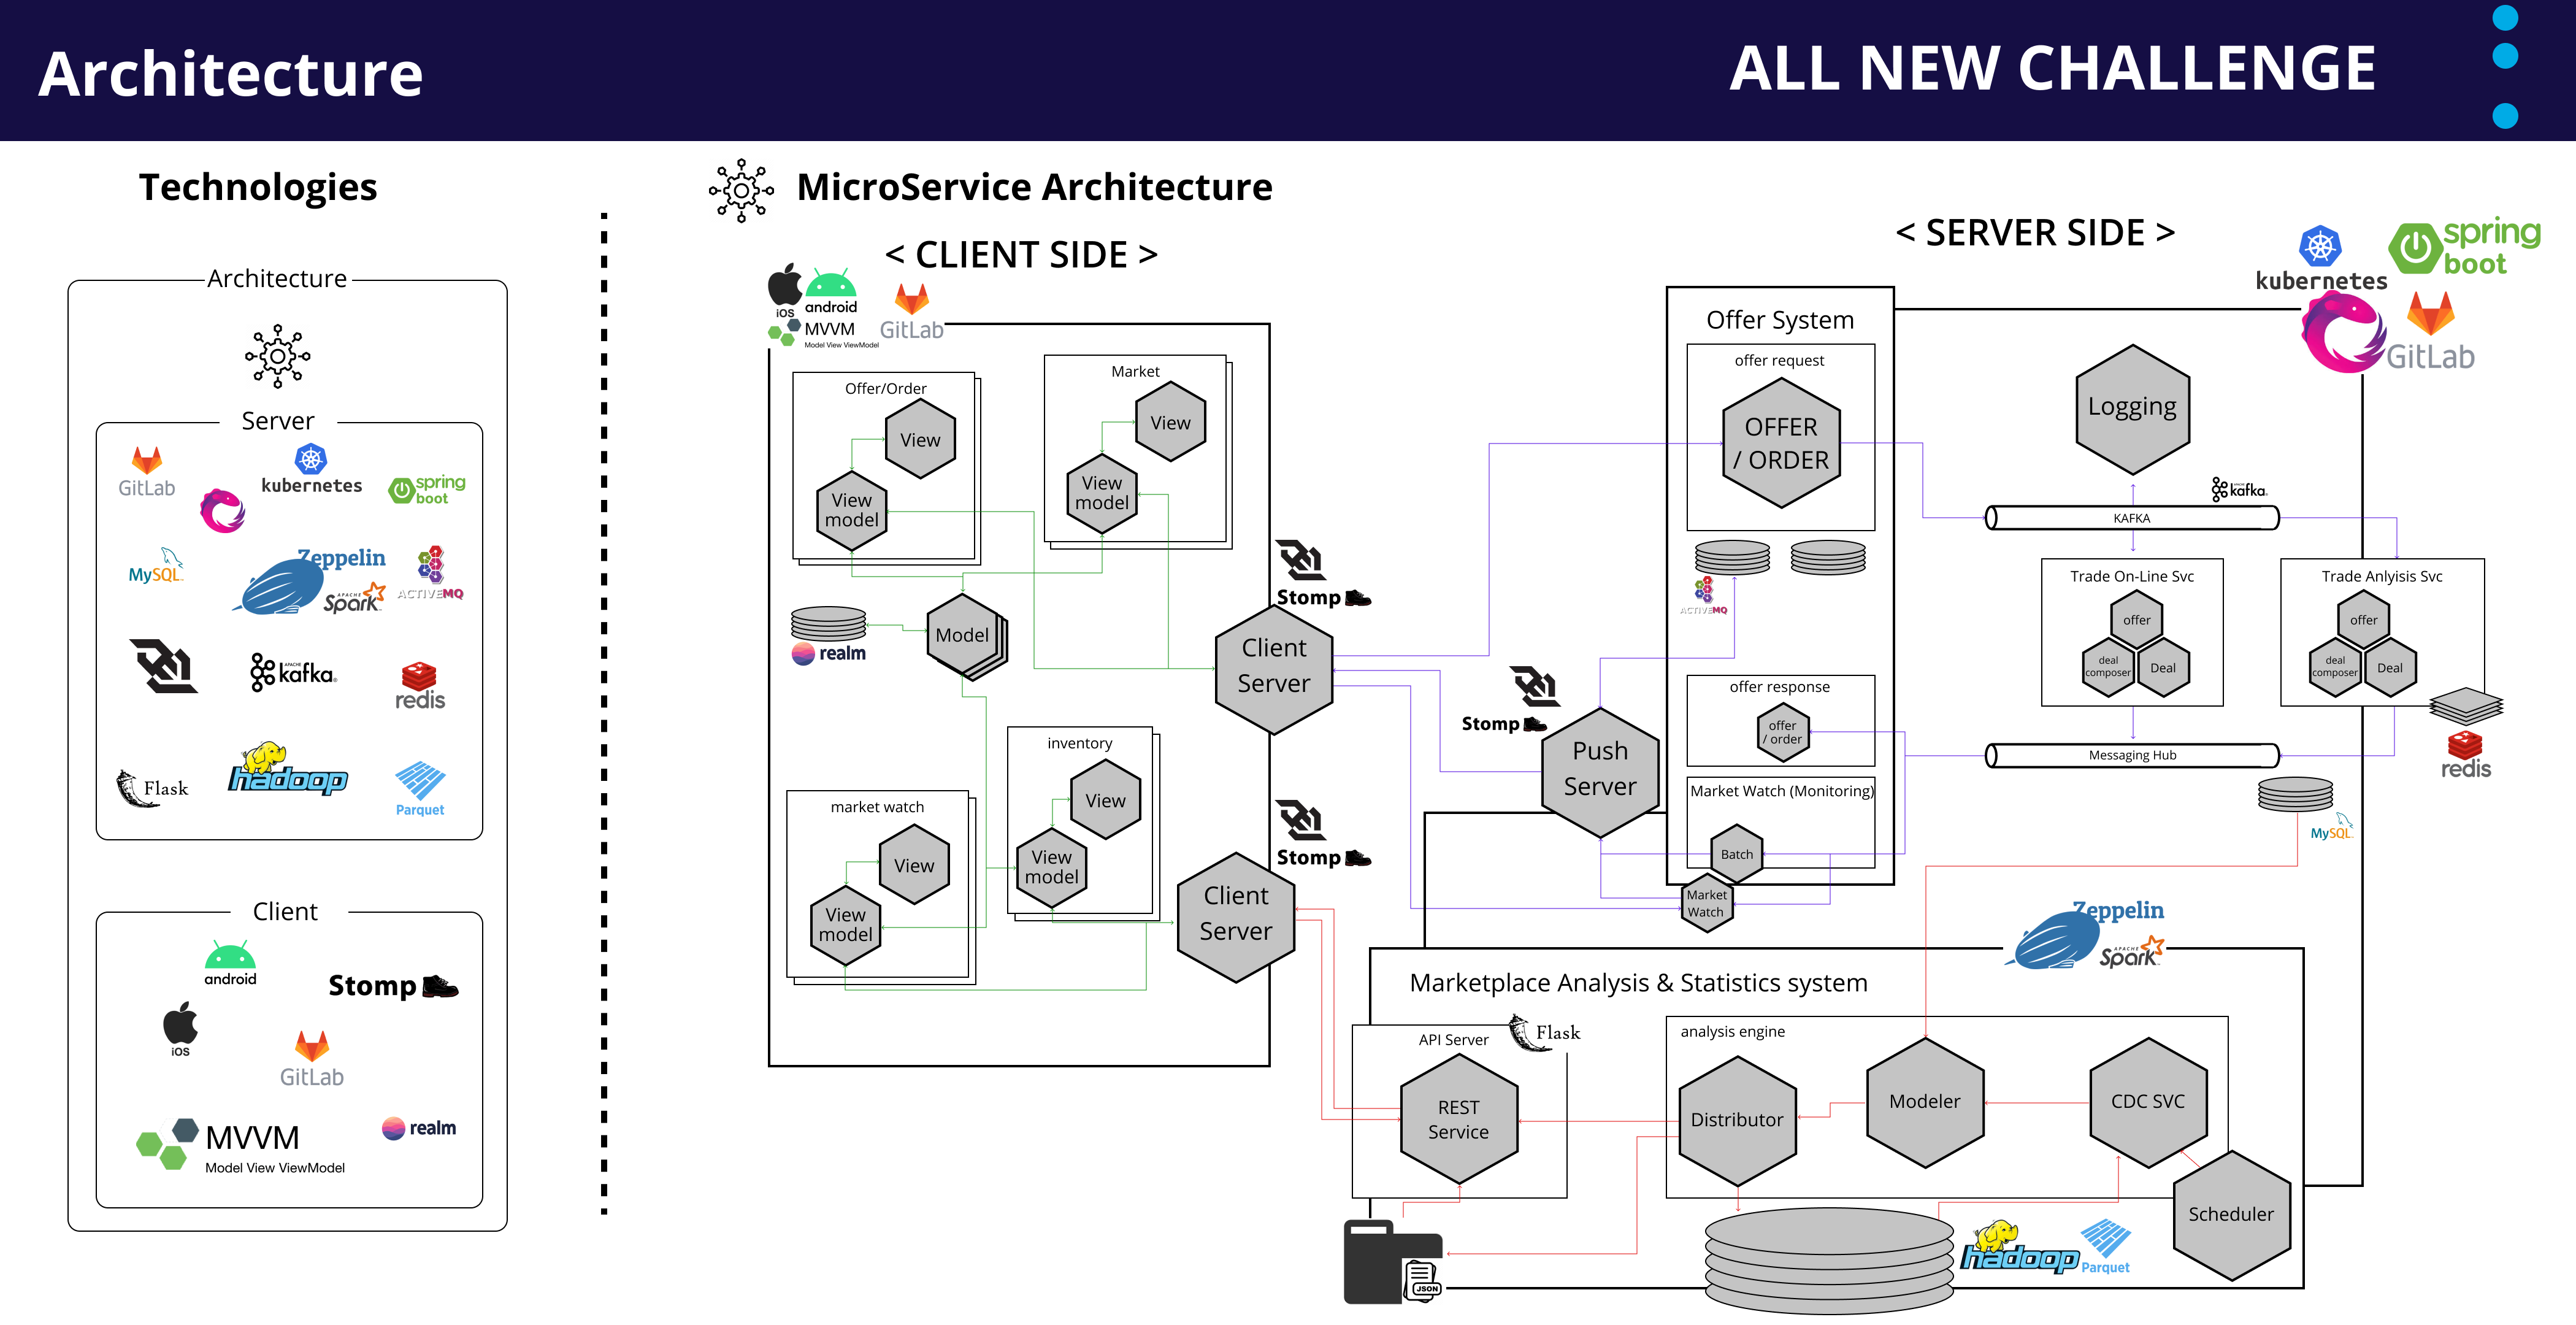 Architecture
ALL NEW CHALLENGE
Technologies
Architecture
Server
GitLab
kubernetes
spring
boot
MySQL
Zeppelin
APACHE
Spark
ACTIVEMQ
APACHE
kafka
redis
Flask
hadoop
Parquet
Client
android
Stomp
iOS
GitLab
MVVM
Model View ViewModel
realm
MicroService Architecture
< CLIENT SIDE >
iOS
android
MVVM
Model View ViewModel
GitLab
Offer/Order
View
View
model
Market
View
View
model
realm
Model
Stomp
Client
Server
inventory
View
View
model
market watch
View
View
model
Stomp
Client
Server
< SERVER SIDE >
kubernetes
spring
boot
GitLab
Offer System
offer request
OFFER
/ ORDER
ACTIVEMQ
Stomp
Push
Server
offer response
offer
/ order
Market Watch (Monitoring)
Batch
Market
Watch
Logging
APACHE
kafka
KAFKA
Trade On-Line Svc
offer
deal
composer
Deal
Trade Anlyisis Svc
offer
deal
composer
Deal
redis
Messaging Hub
MySQL
Zeppelin
APACHE
Spark
Marketplace Analysis & Statistics system
API Server
Flask
REST
Service
analysis engine
Distributor
Modeler
CDC SVC
Scheduler
JSON
hadoop
Parquet